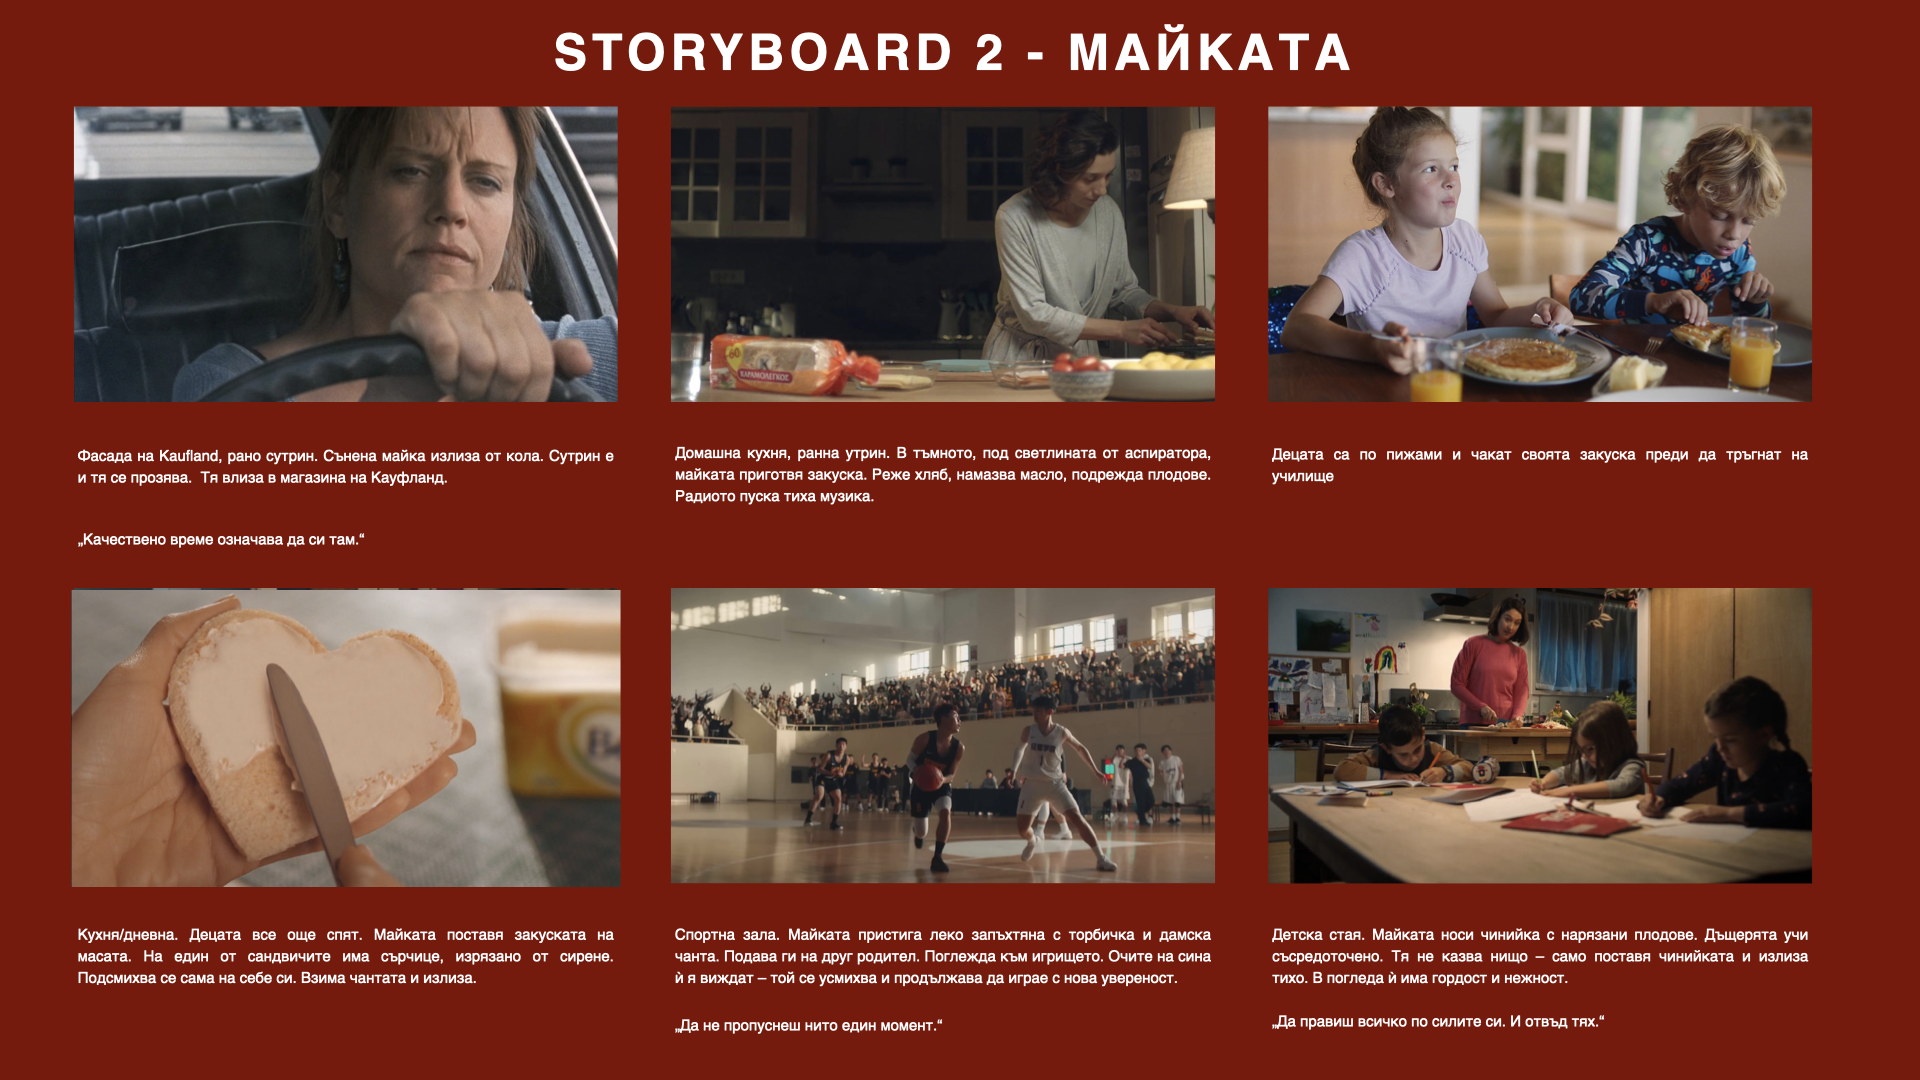 STORYBOARD 2 - МАЙКАТА
60
КАРАМОЛЕГКОС
Фасада на Kaufland, рано сутрин. Сънена майка излиза от кола. Сутрин е
и тя се прозява.  Тя влиза в магазина на Кауфланд.
„Качествено време означава да си там.“
Домашна кухня, ранна утрин. В тъмното, под светлината от аспиратора,
майката приготвя закуска. Реже хляб, намазва масло, подрежда плодове.
Радиото пуска тиха музика.
Децата са по пижами и чакат своята закуска преди да тръгнат на
училище
Кухня/дневна. Децата все още спят. Майката поставя закуската на
масата. На един от сандвичите има сърчице, изрязано от сирене.
Подсмихва се сама на себе си. Взима чантата и излиза.
Спортна зала. Майката пристига леко запъхтяна с торбичка и дамска
чанта. Подава ги на друг родител. Поглежда към игрището. Очите на сина
ѝ я виждат – той се усмихва и продължава да играе с нова увереност.
„Да не пропуснеш нито един момент.“
Детска стая. Майката носи чинийка с нарязани плодове. Дъщерята учи
съсредоточено. Тя не казва нищо – само поставя чинийката и излиза
тихо. В погледа ѝ има гордост и нежност.
„Да правиш всичко по силите си. И отвъд тях.“